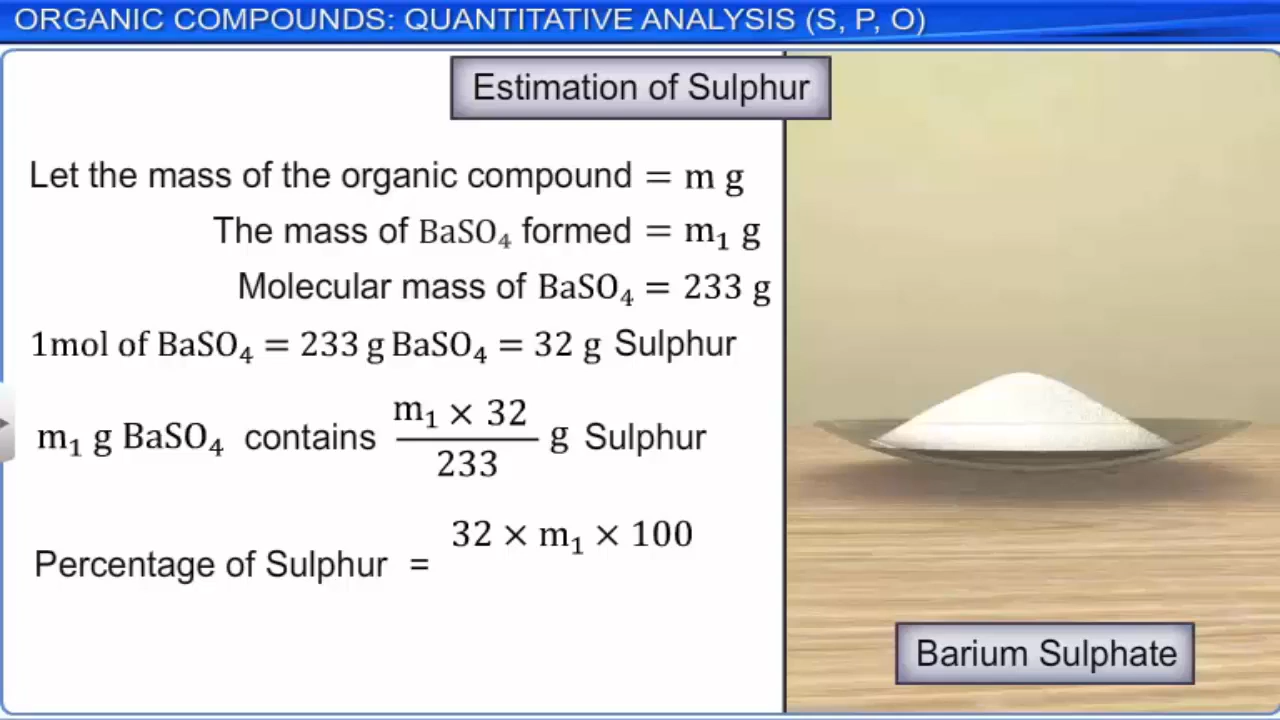 ORGANIC COMPOUNDS: QUANTITATIVE ANALYSIS (S, P, O)
Estimation of Sulphur
Let the mass of the organic compound = m g
The mass of BaSO₄ formed = m₁ g
Molecular mass of BaSO₄ = 233 g
1mol of BaSO₄ = 233 g BaSO₄ = 32 g Sulphur
m₁ × 32
m₁ g BaSO₄ contains g Sulphur
233
32 × m₁ × 100
Percentage of Sulphur =
Barium Sulphate